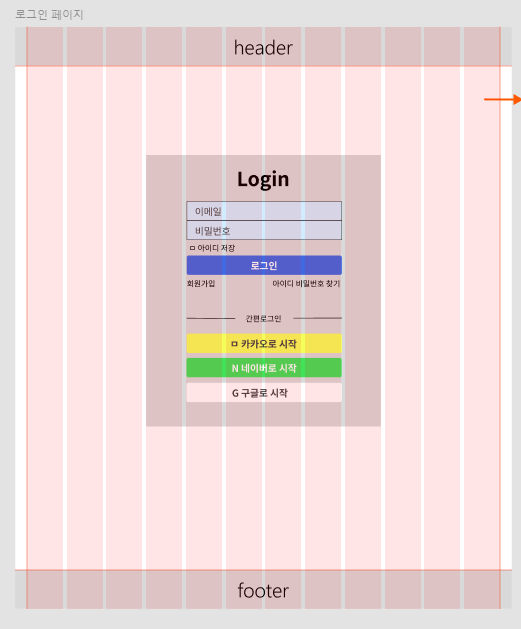 로그인 페이지
header
Login
이메일
비밀번호
ㅁ 아이디 저장
로그인
회원가입 아이디 비밀번호 찾기
간편로그인
ㅁ 카카오로 시작
N 네이버로 시작
G 구글로 시작
footer